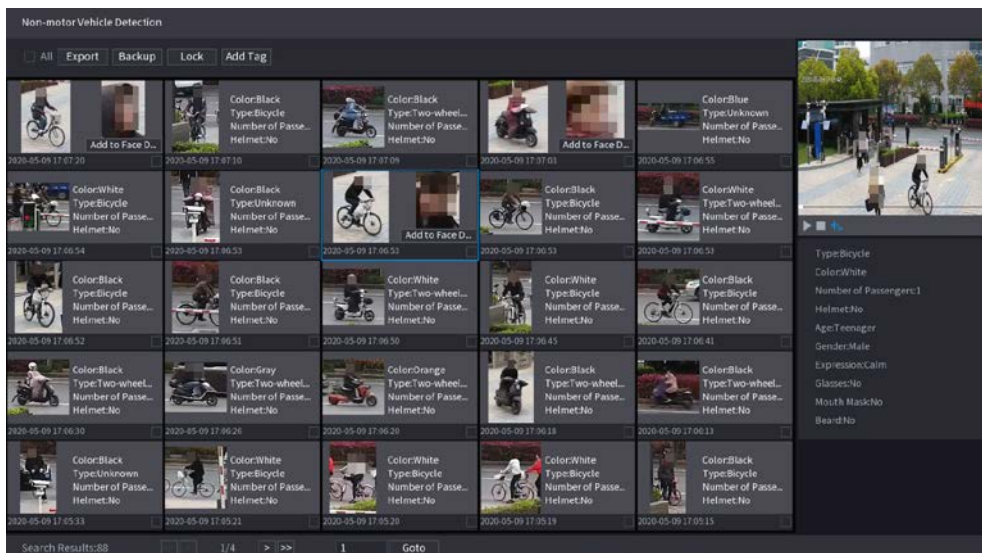 Non-motor Vehicle Detection
All Export Backup Lock Add Tag
Add to Face D...
2020-05-09 17:07:20
Color:Black
Type:Bicycle
Number of Passe...
Helmet:No
2020-05-09 17:07:10
Color:Black
Type:Two-wheel...
Number of Passe...
Helmet:No
2020-05-09 17:07:09
Add to Face D...
2020-05-09 17:07:03
Color:Blue
Type:Unknown
Number of Passe...
Helmet:No
2020-05-09 17:06:55
Color:White
Type:Bicycle
Number of Passe...
Helmet:No
2020-05-09 17:06:54
Color:Black
Type:Unknown
Number of Passe...
Helmet:No
2020-05-09 17:06:53
Add to Face D...
2020-05-09 17:06:53
Color:Black
Type:Bicycle
Number of Passe...
Helmet:No
2020-05-09 17:06:53
Color:White
Type:Two-wheel...
Number of Passe...
Helmet:No
2020-05-09 17:06:53
Color:Black
Type:Bicycle
Number of Passe...
Helmet:No
2020-05-09 17:06:52
Color:Black
Type:Bicycle
Number of Passe...
Helmet:No
2020-05-09 17:06:51
Color:White
Type:Two-wheel...
Number of Passe...
Helmet:No
2020-05-09 17:06:50
Color:White
Type:Bicycle
Number of Passe...
Helmet:No
2020-05-09 17:06:45
Color:Black
Type:Bicycle
Number of Passe...
Helmet:No
2020-05-09 17:06:41
Color:Black
Type:Two-wheel...
Number of Passe...
Helmet:No
2020-05-09 17:06:30
Color:Gray
Type:Two-wheel...
Number of Passe...
Helmet:No
2020-05-09 17:06:26
Color:Orange
Type:Two-wheel...
Number of Passe...
Helmet:No
2020-05-09 17:06:20
Color:Black
Type:Two-wheel...
Number of Passe...
Helmet:No
2020-05-09 17:06:18
Color:Black
Type:Two-wheel...
Number of Passe...
Helmet:No
2020-05-09 17:06:13
Color:Black
Type:Unknown
Number of Passe...
Helmet:No
2020-05-09 17:05:33
Color:White
Type:Bicycle
Number of Passe...
Helmet:No
2020-05-09 17:05:21
Color:White
Type:Bicycle
Number of Passe...
Helmet:No
2020-05-09 17:05:20
Color:White
Type:Bicycle
Number of Passe...
Helmet:No
2020-05-09 17:05:19
Color:Black
Type:Bicycle
Number of Passe...
Helmet:No
2020-05-09 17:05:15
Type:Bicycle
Color:White
Number of Passengers:1
Helmet:No
Age:Teenager
Gender:Male
Expression:Calm
Glasses:No
Mouth Mask:No
Beard:No
Search Results:88 1/4 > >> 1 Goto